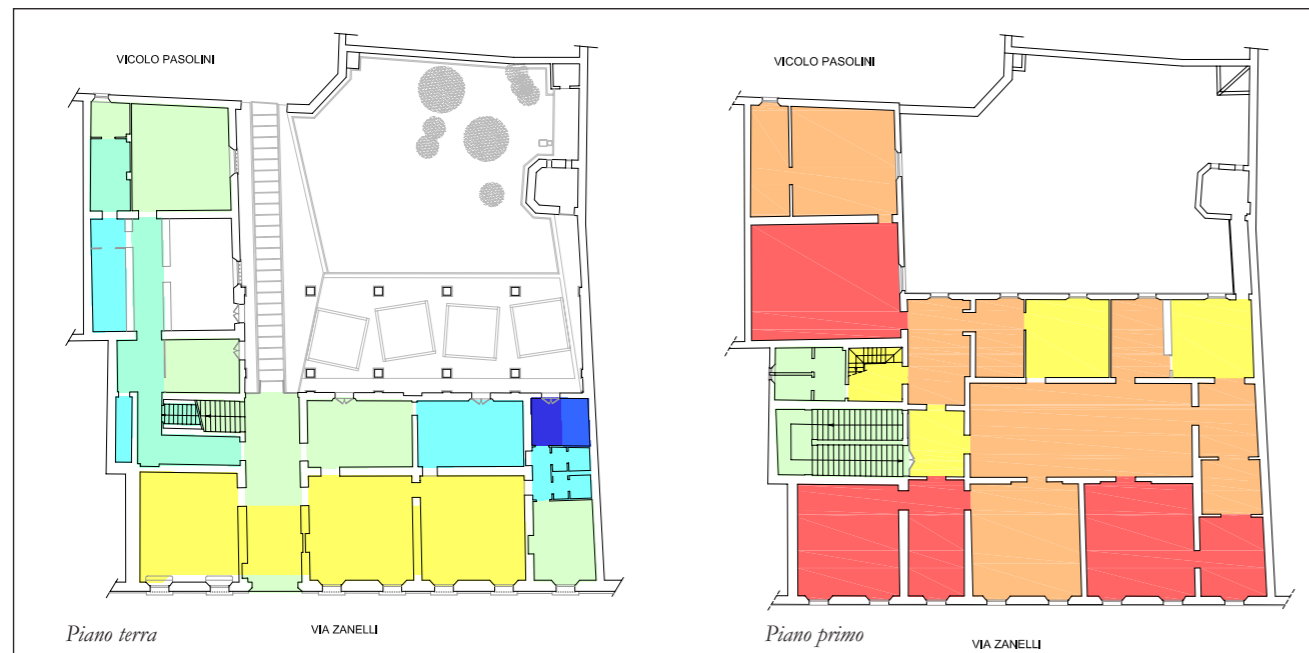 VICOLO PASOLINI
VICOLO PASOLINI
Piano terra
VIA ZANELLI
Piano primo
VIA ZANELLI